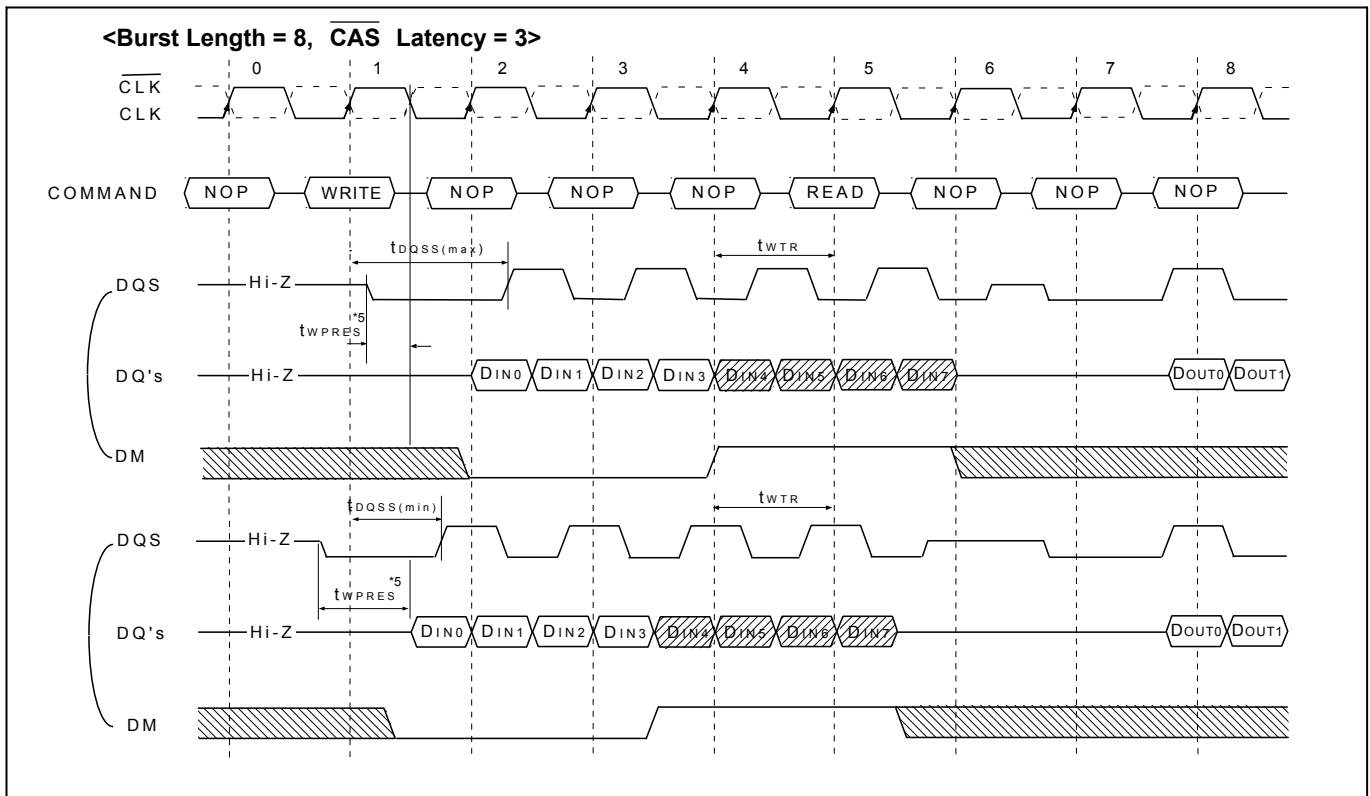 <Burst Length = 8, CAS Latency = 3>
0 1 2 3 4 5 6 7 8
CLK
CLK
COMMAND NOP WRITE NOP NOP NOP READ NOP NOP NOP
tDQSS(max) tWTR
DQS Hi-Z
tWPRES*5
DQ's Hi-Z DIN0 DIN1 DIN2 DIN3 DIN4 DIN5 DIN6 DIN7 DOUT0 DOUT1
DM
tDQSS(min) tWTR
DQS Hi-Z
tWPRES*5
DQ's Hi-Z DIN0 DIN1 DIN2 DIN3 DIN4 DIN5 DIN6 DIN7 DOUT0 DOUT1
DM